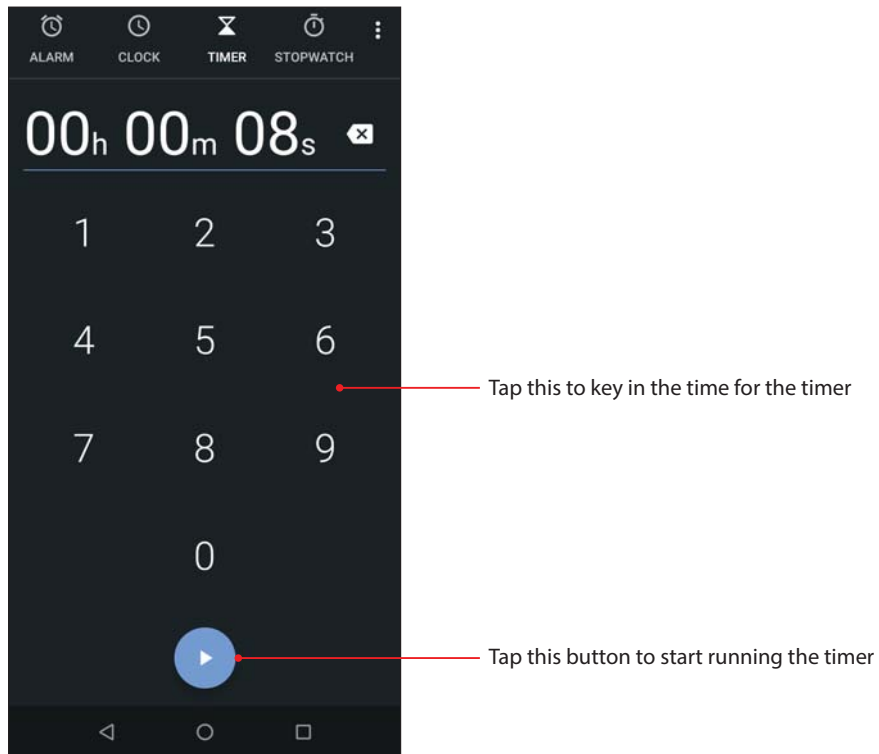 ALARM CLOCK TIMER STOPWATCH
00h 00m 08s
1 2 3
4 5 6
Tap this to key in the time for the timer
7 8 9
0
Tap this button to start running the timer